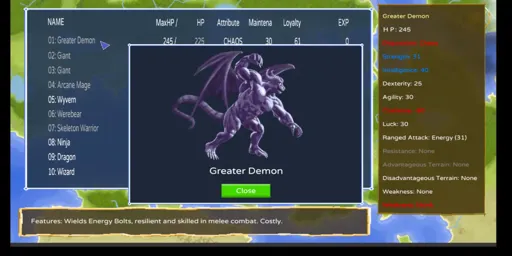 NAME MaxHP / HP Attribute Maintena Loyalty EXP
01: Greater Demon 245 / 225 CHAOS 30 61 0
02: Giant
03: Giant
04: Arcane Mage
05: Wyvern
06: Werebear
07: Skeleton Warrior
08: Ninja
09: Dragon
10: Wizard
Greater Demon
Close
Features: Wields Energy Bolts, resilient and skilled in melee combat. Costly.
Greater Demon
H P : 245
Strength: 71
Intelligence: 40
Dexterity: 25
Agility: 30
Luck: 30
Ranged Attack: Energy (31)
Resistance: None
Advantageous Terrain: None
Disadvantageous Terrain: None
Weakness: None